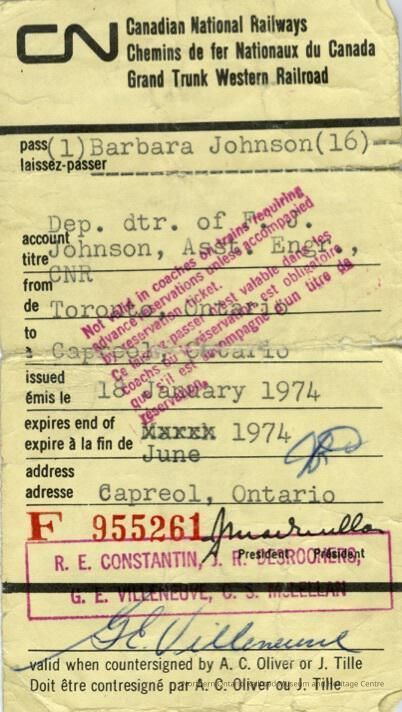 CN Canadian National Railways
Chemins de fer Nationaux du Canada
Grand Trunk Western Railroad
pass (1) Barbara Johnson (16)
laissez-passer
Dep. dtr. of F. J.
account Johnson, Asst. Engr.,
titre
CNR
from
de Toronto, Ontario
to
à Capreol, Ontario
Not valid in coaches or trains requiring
advance reservations unless accompanied
by reservation ticket.
Ce laissez-passer n'est valable dans les
coachs où réserver est obligatoire
que s'il est accompagné d'un titre de
réservation.
issued
émis le 18 January 1974
expires end of
expire à la fin de 1974
June
address
adresse Capreol, Ontario
F 955261
President Président
R. E. CONSTANTIN, J. R. DESROCHERS,
G. E. VILLENEUVE, C. S. McLELLAN
G.E. Villeneuve
valid when countersigned by A. C. Oliver or J. Tille
Doit être contresigné par A. C. Oliver ou J. Tille